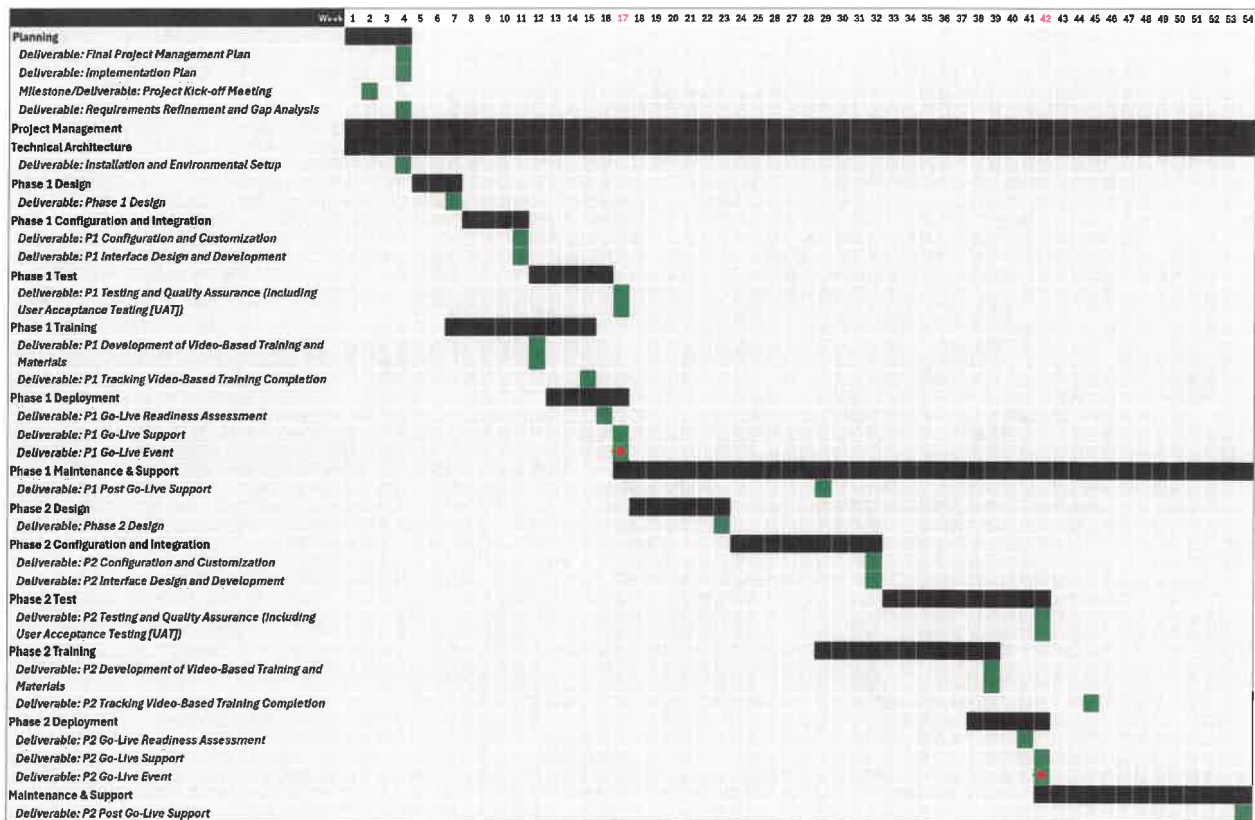 Week 1 2 3 4 5 6 7 8 9 10 11 12 13 14 15 16 17 18 19 20 21 22 23 24 25 26 27 28 29 30 31 32 33 34 35 36 37 38 39 40 41 42 43 44 45 46 47 48 49 50 51 52 53 54
Planning
Deliverable: Final Project Management Plan
Deliverable: Implementation Plan
Milestone/Deliverable: Project Kick-off Meeting
Deliverable: Requirements Refinement and Gap Analysis
Project Management
Technical Architecture
Deliverable: Installation and Environmental Setup
Phase 1 Design
Deliverable: Phase 1 Design
Phase 1 Configuration and Integration
Deliverable: P1 Configuration and Customization
Deliverable: P1 Interface Design and Development
Phase 1 Test
Deliverable: P1 Testing and Quality Assurance (Including
User Acceptance Testing [UAT])
Phase 1 Training
Deliverable: P1 Development of Video-Based Training and
Materials
Deliverable: P1 Tracking Video-Based Training Completion
Phase 1 Deployment
Deliverable: P1 Go-Live Readiness Assessment
Deliverable: P1 Go-Live Support
Deliverable: P1 Go-Live Event
Phase 1 Maintenance & Support
Deliverable: P1 Post Go-Live Support
Phase 2 Design
Deliverable: Phase 2 Design
Phase 2 Configuration and Integration
Deliverable: P2 Configuration and Customization
Deliverable: P2 Interface Design and Development
Phase 2 Test
Deliverable: P2 Testing and Quality Assurance (Including
User Acceptance Testing [UAT])
Phase 2 Training
Deliverable: P2 Development of Video-Based Training and
Materials
Deliverable: P2 Tracking Video-Based Training Completion
Phase 2 Deployment
Deliverable: P2 Go-Live Readiness Assessment
Deliverable: P2 Go-Live Support
Deliverable: P2 Go-Live Event
Maintenance & Support
Deliverable: P2 Post Go-Live Support